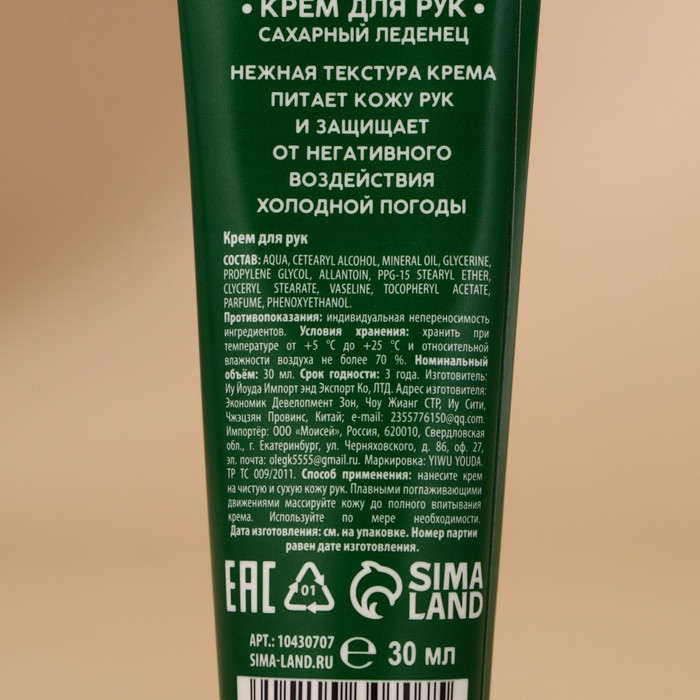 • КРЕМ ДЛЯ РУК •
САХАРНЫЙ ЛЕДЕНЕЦ
НЕЖНАЯ ТЕКСТУРА КРЕМА
ПИТАЕТ КОЖУ РУК
И ЗАЩИЩАЕТ
ОТ НЕГАТИВНОГО
ВОЗДЕЙСТВИЯ
ХОЛОДНОЙ ПОГОДЫ
Крем для рук
СОСТАВ: AQUA, CETEARYL ALCOHOL, MINERAL OIL, GLYCERINE,
PROPYLENE GLYCOL, ALLANTOIN, PPG-15 STEARYL ETHER,
GLYCERYL STEARATE, VASELINE, TOCOPHERYL ACETATE,
PARFUME, PHENOXYETHANOL.
Противопоказания: индивидуальная непереносимость
ингредиентов. Условия хранения: хранить при
температуре от +5 °С до +25 °С и относительной
влажности воздуха не более 70 %. Номинальный
объём: 30 мл. Срок годности: 3 года. Изготовитель:
Иу Йоуда Импорт энд Экспорт Ко, ЛТД. Адрес изготовителя:
Экономик Девелопмент Зон, Чоу Жианг СТР, Иу Сити,
Чжэцзян Провинс, Китай; e-mail: 2355776150@qq.com.
Импортёр: ООО «Моисей», Россия, 620010, Свердловская
обл., г. Екатеринбург, ул. Черняховского, д. 86, оф. 27,
эл. почта: olegk5555@gmail.ru. Маркировка: YIWU YOUDA.
ТР ТС 009/2011. Способ применения: нанесите крем
на чистую и сухую кожу рук. Плавными поглаживающими
движениями массируйте кожу до полного впитывания
крема. Используйте по мере необходимости.
Дата изготовления: см. на упаковке. Номер партии
равен дате изготовления.
EAC 01 SIMA
LAND
АРТ.: 10430707
SIMA-LAND.RU ℮ 30 мл